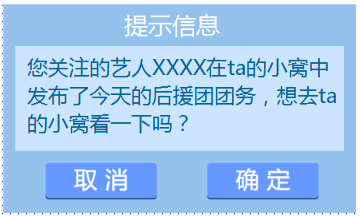 提示信息
您关注的艺人XXXX在ta的小窝中
发布了今天的后援团团务，想去ta
的小窝看一下吗？
取消 确定